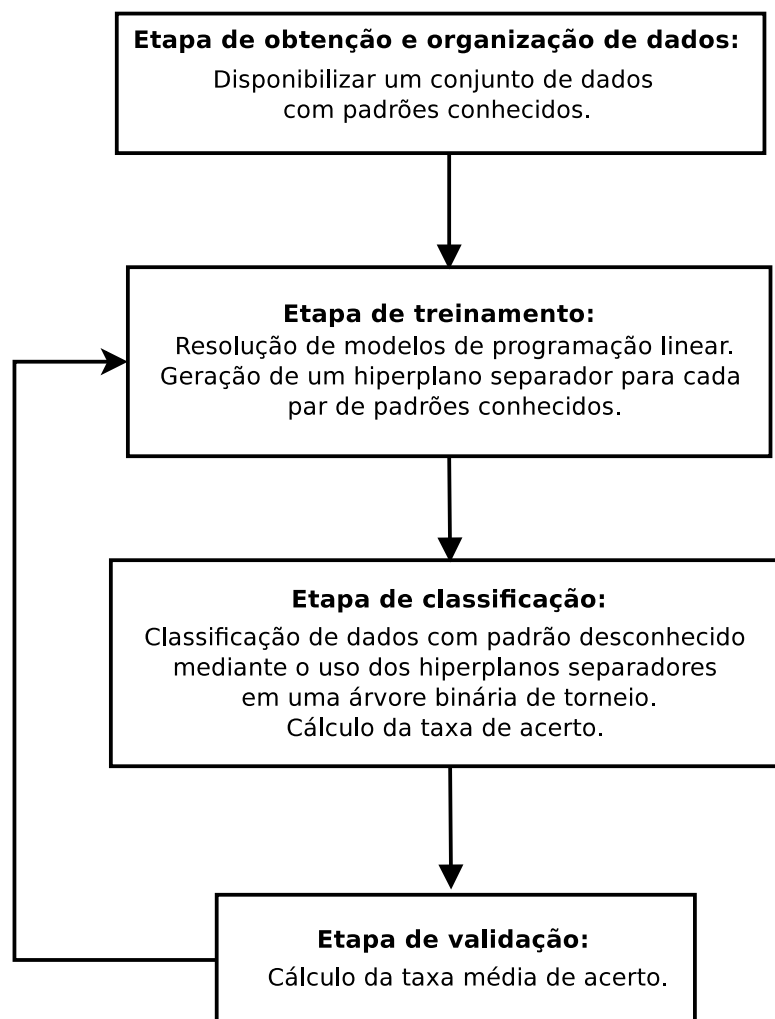 Etapa de obtenção e organização de dados:
Disponibilizar um conjunto de dados
com padrões conhecidos.
Etapa de treinamento:
Resolução de modelos de programação linear.
Geração de um hiperplano separador para cada
par de padrões conhecidos.
Etapa de classificação:
Classificação de dados com padrão desconhecido
mediante o uso dos hiperplanos separadores
em uma árvore binária de torneio.
Cálculo da taxa de acerto.
Etapa de validação:
Cálculo da taxa média de acerto.